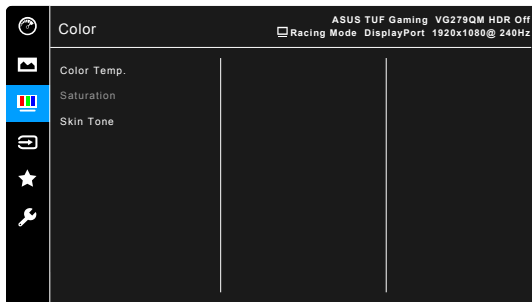 Color
ASUS TUF Gaming VG279QM HDR Off
Racing Mode DisplayPort 1920x1080@ 240Hz
Color Temp.
Saturation
Skin Tone